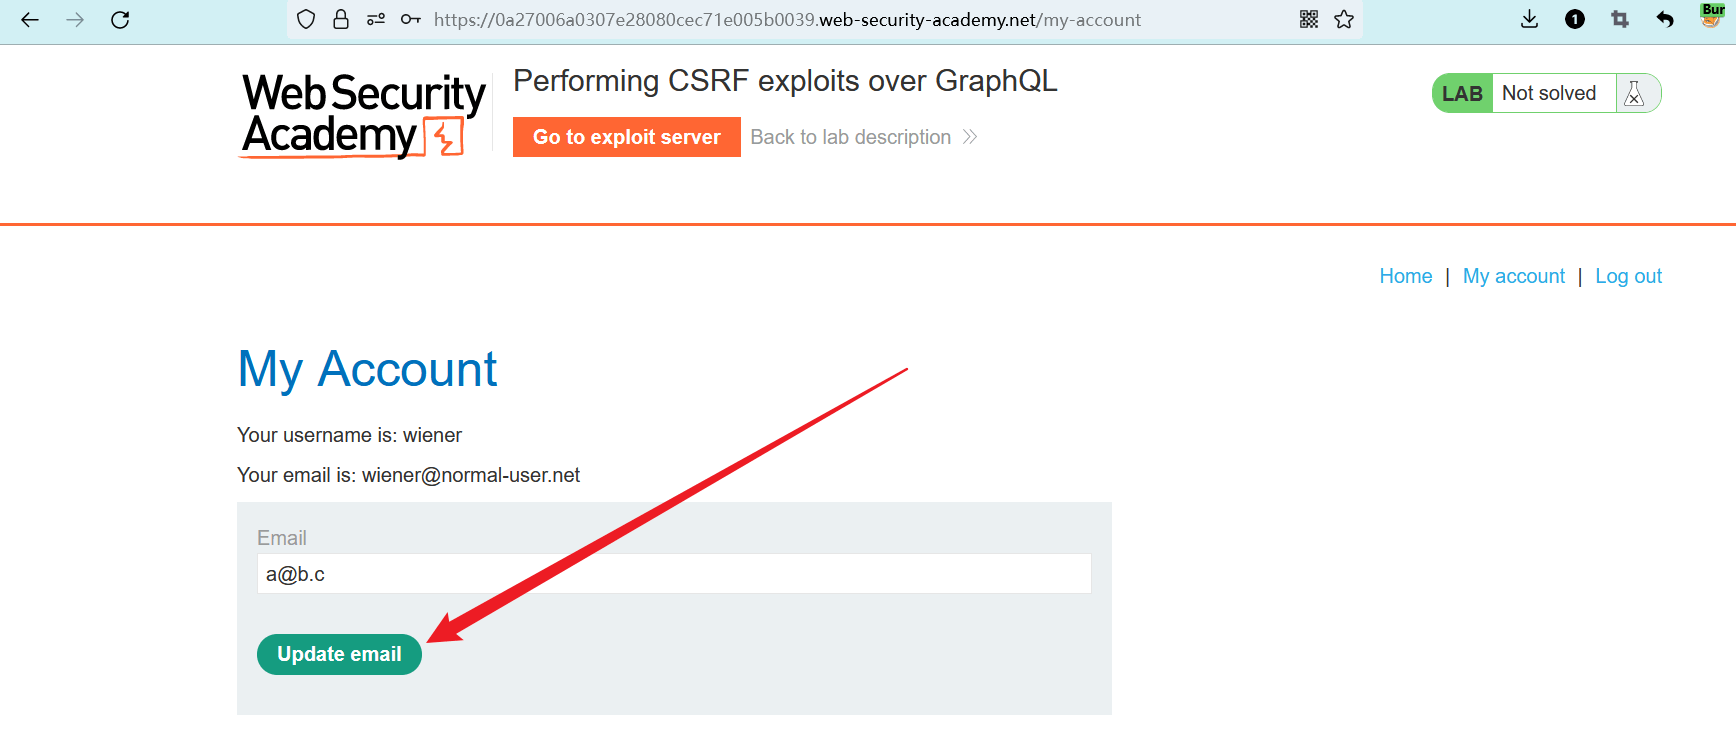 https://0a27006a0307e28080cec71e005b0039.web-security-academy.net/my-account
1
Bur
Web Security
Academy
Performing CSRF exploits over GraphQL
Go to exploit server
Back to lab description
LAB
Not solved
Home | My account | Log out
My Account
Your username is: wiener
Your email is: wiener@normal-user.net
Email
a@b.c
Update email